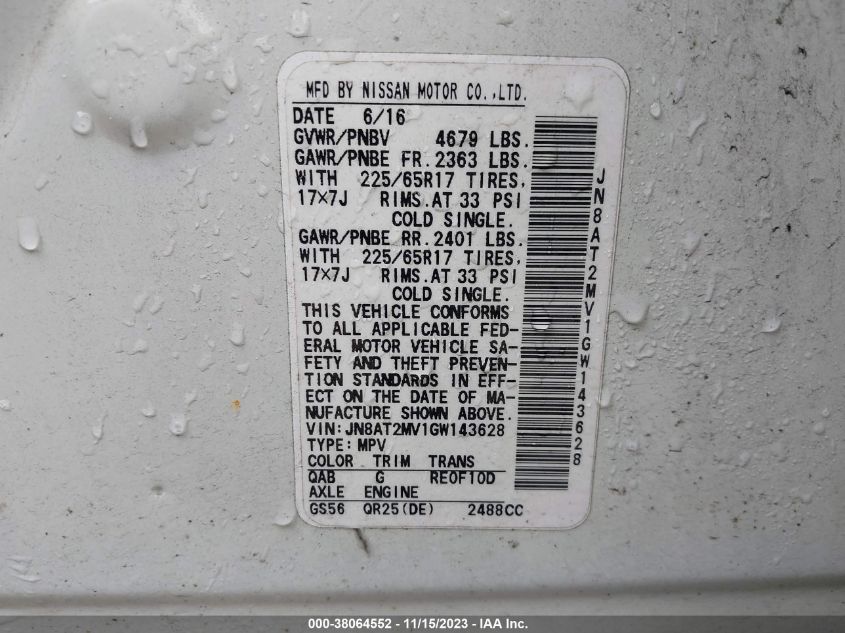 MFD BY NISSAN MOTOR CO.,LTD.
DATE 6/16
GVWR/PNBV 4679 LBS.
GAWR/PNBE FR. 2363 LBS.
WITH 225/65R17 TIRES,
17×7J RIMS.AT 33 PSI
COLD SINGLE.
GAWR/PNBE RR. 2401 LBS.
WITH 225/65R17 TIRES,
17×7J RIMS.AT 33 PSI
COLD SINGLE.
THIS VEHICLE CONFORMS
TO ALL APPLICABLE FED-
ERAL MOTOR VEHICLE SA-
FETY AND THEFT PREVEN-
TION STANDARDS IN EFF-
ECT ON THE DATE OF MA-
NUFACTURE SHOWN ABOVE.
VIN:JN8AT2MV1GW143628
TYPE:MPV
COLOR TRIM TRANS
QAB G RE0F10D
AXLE ENGINE
GS56 QR25(DE) 2488CC
JN8AT2MV1GW143628
000-38064552 - 11/15/2023 - IAA Inc.